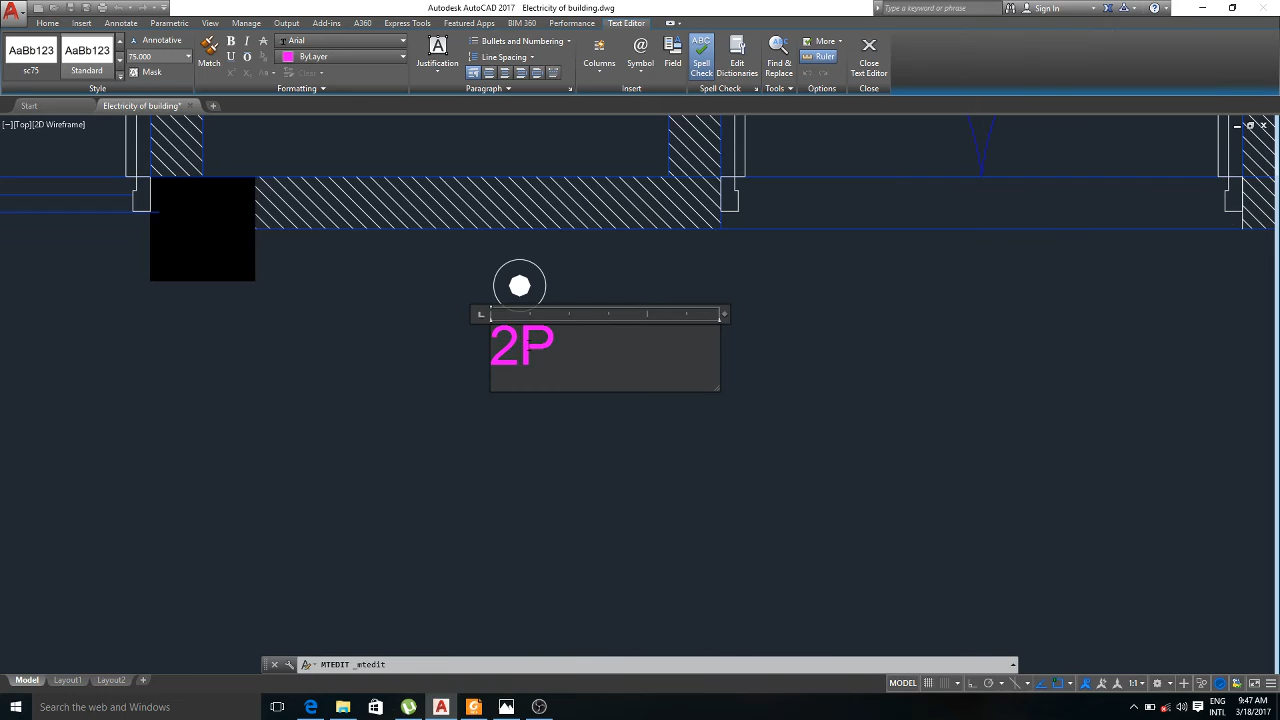 Autodesk AutoCAD 2017 Electricity of building.dwg
Type a keyword or phrase
Sign In
Home Insert Annotate Parametric View Manage Output Add-ins A360 Express Tools Featured Apps BIM 360 Performance Text Editor
AaBb123 AaBb123
sc75 Standard
Annotative
75.000
Mask
Style
Match
B I A
U O
Arial
ByLayer
Clear
Formatting
Justification
Bullets and Numbering
Line Spacing
Paragraph
Columns Symbol Field
@
Insert
ABC
Spell Check
Edit Dictionaries
Spell Check
Find & Replace
More
Tools
Ruler
Options
Close Text Editor
Close
Start Electricity of building*
[−][Top][2D Wireframe]
2P
MTEDIT _mtedit
Model Layout1 Layout2
MODEL
1:1
Search the web and Windows
ENG
INTL
9:47 AM
3/18/2017